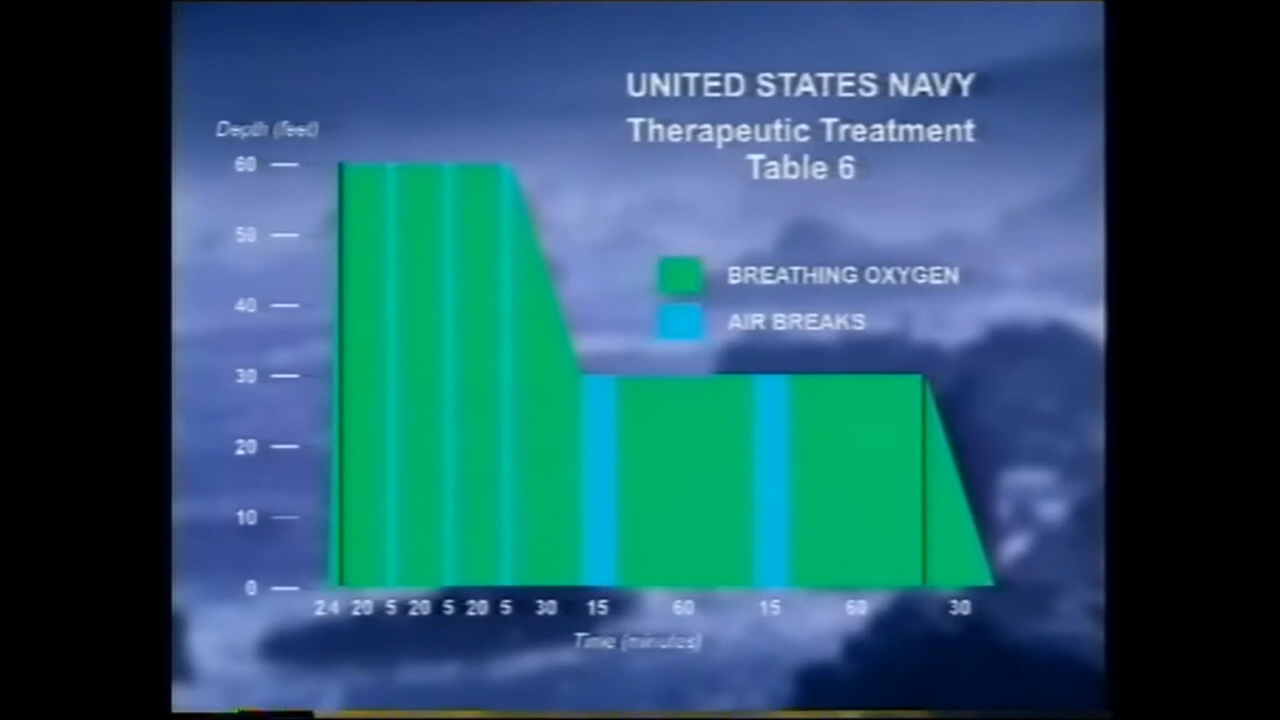 UNITED STATES NAVY
Therapeutic Treatment
Table 6
Depth (feet)
60
50
40
30
20
10
0
BREATHING OXYGEN
AIR BREAKS
2.4 20 5 20 5 20 5 30 15 60 15 60 30
Time (minutes)